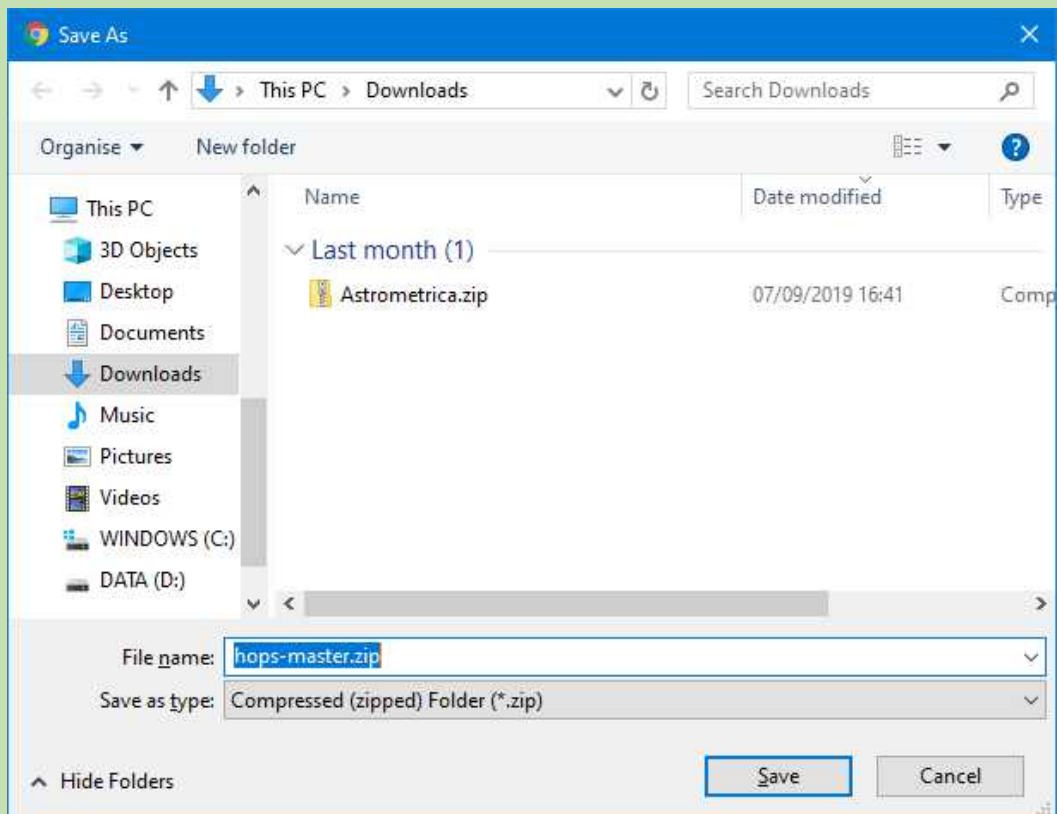 Save As
This PC > Downloads
Search Downloads
Organise
New folder
Name
Date modified
Type
This PC
3D Objects
Desktop
Documents
Downloads
Music
Pictures
Videos
WINDOWS (C:)
DATA (D:)
Last month (1)
Astrometrica.zip
07/09/2019 16:41
Comp
File name: hops-master.zip
Save as type: Compressed (zipped) Folder (*.zip)
Hide Folders
Save
Cancel